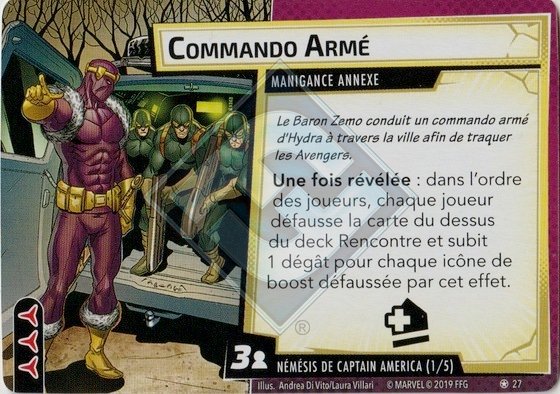 COMMANDO ARMÉ
MANIGANCE ANNEXE
Le Baron Zemo conduit un commando armé
d'Hydra à travers la ville afin de traquer
les Avengers.
Une fois révélée : dans l'ordre
des joueurs, chaque joueur
défausse la carte du dessus
du deck Rencontre et subit
1 dégât pour chaque icône de
boost défaussée par cet effet.
3
NÉMÉSIS DE CAPTAIN AMERICA (1/5)
Illus. Andrea Di Vito/Laura Villari
© MARVEL © 2019 FFG
27